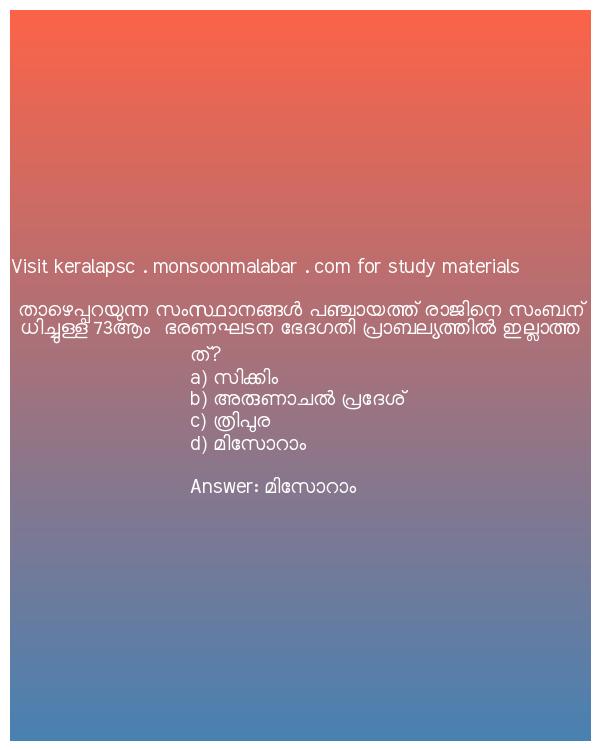 Visit keralapsc . monsoonmalabar . com for study materials
താഴെപ്പറയുന്ന സംസ്ഥാനങ്ങൾ പഞ്ചായത്ത് രാജിനെ സംബന്
ധിച്ചുള്ള 73ആം ഭരണഘടന ഭേദഗതി പ്രാബല്യത്തിൽ ഇല്ലാത്ത
ത്?
a) സിക്കിം
b) അരുണാചൽ പ്രദേശ്
c) ത്രിപുര
d) മിസോറാം
Answer: മിസോറാം